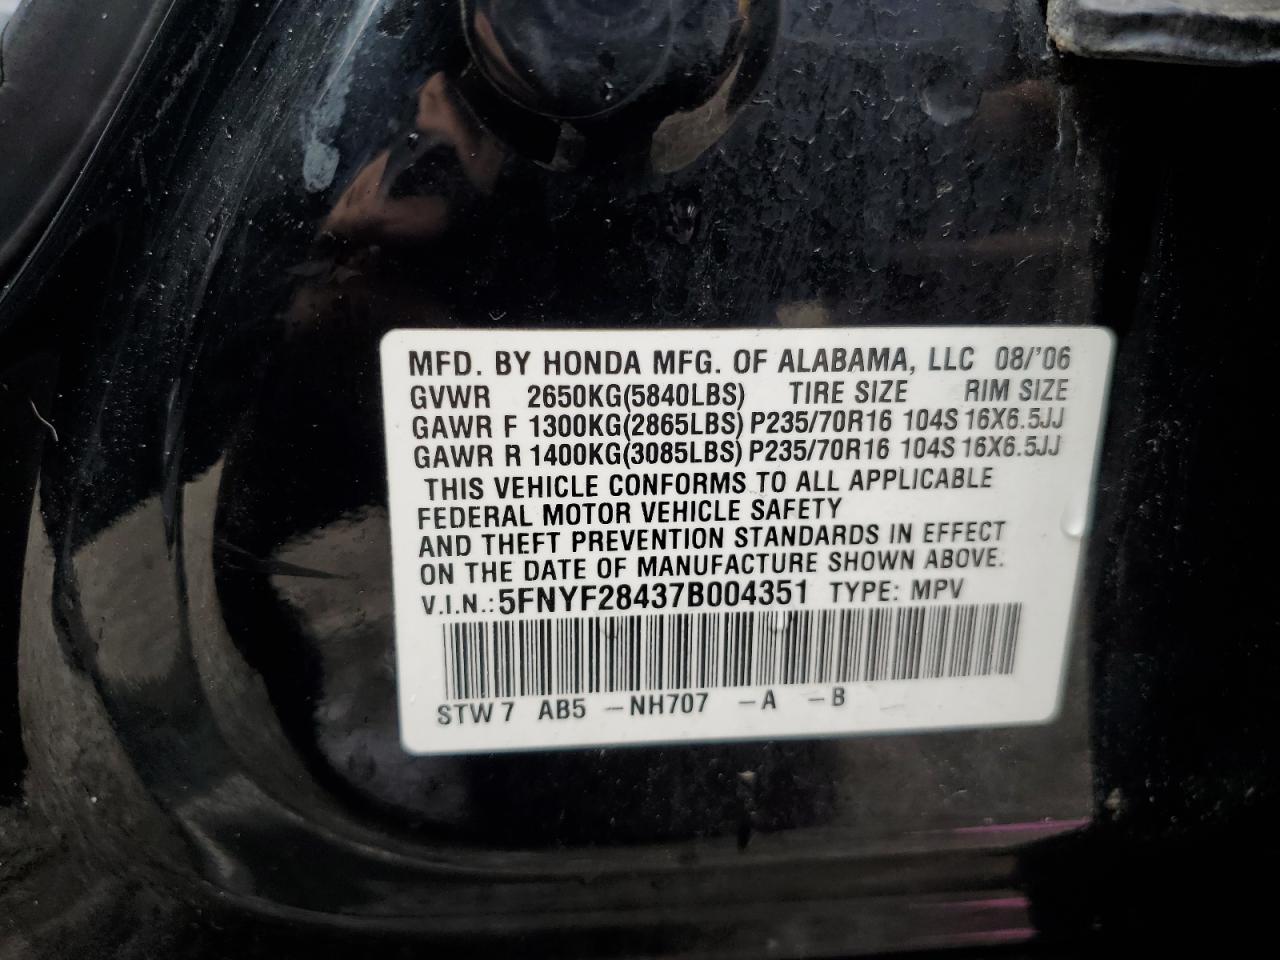 MFD. BY HONDA MFG. OF ALABAMA, LLC 08/'06
GVWR 2650KG(5840LBS) TIRE SIZE RIM SIZE
GAWR F 1300KG(2865LBS) P235/70R16 104S 16X6.5JJ
GAWR R 1400KG(3085LBS) P235/70R16 104S 16X6.5JJ
THIS VEHICLE CONFORMS TO ALL APPLICABLE
FEDERAL MOTOR VEHICLE SAFETY
AND THEFT PREVENTION STANDARDS IN EFFECT
ON THE DATE OF MANUFACTURE SHOWN ABOVE.
V.I.N.: 5FNYF28437B004351 TYPE: MPV
STW7 AB5 -NH707 -A -B